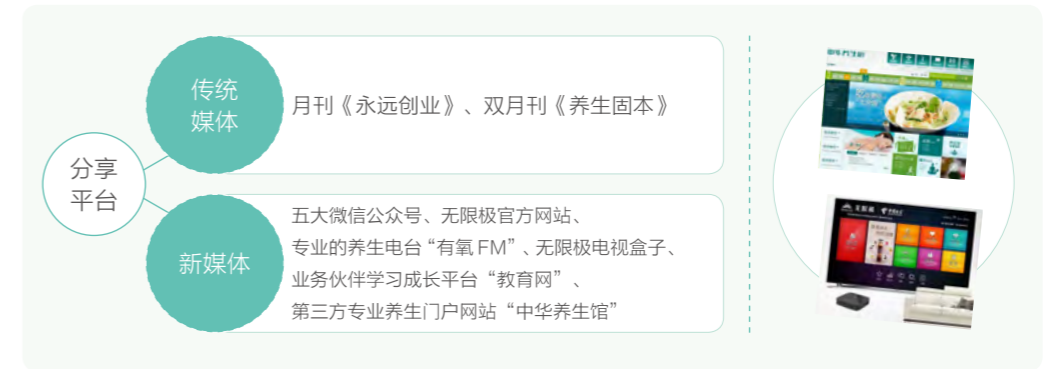 分享
平台
传统
媒体
月刊《永远创业》、双月刊《养生固本》
新媒体
五大微信公众号、无限极官方网站、
专业的养生电台“有氧 FM”、无限极电视盒子、
业务伙伴学习成长平台“教育网”、
第三方专业养生门户网站“中华养生馆”